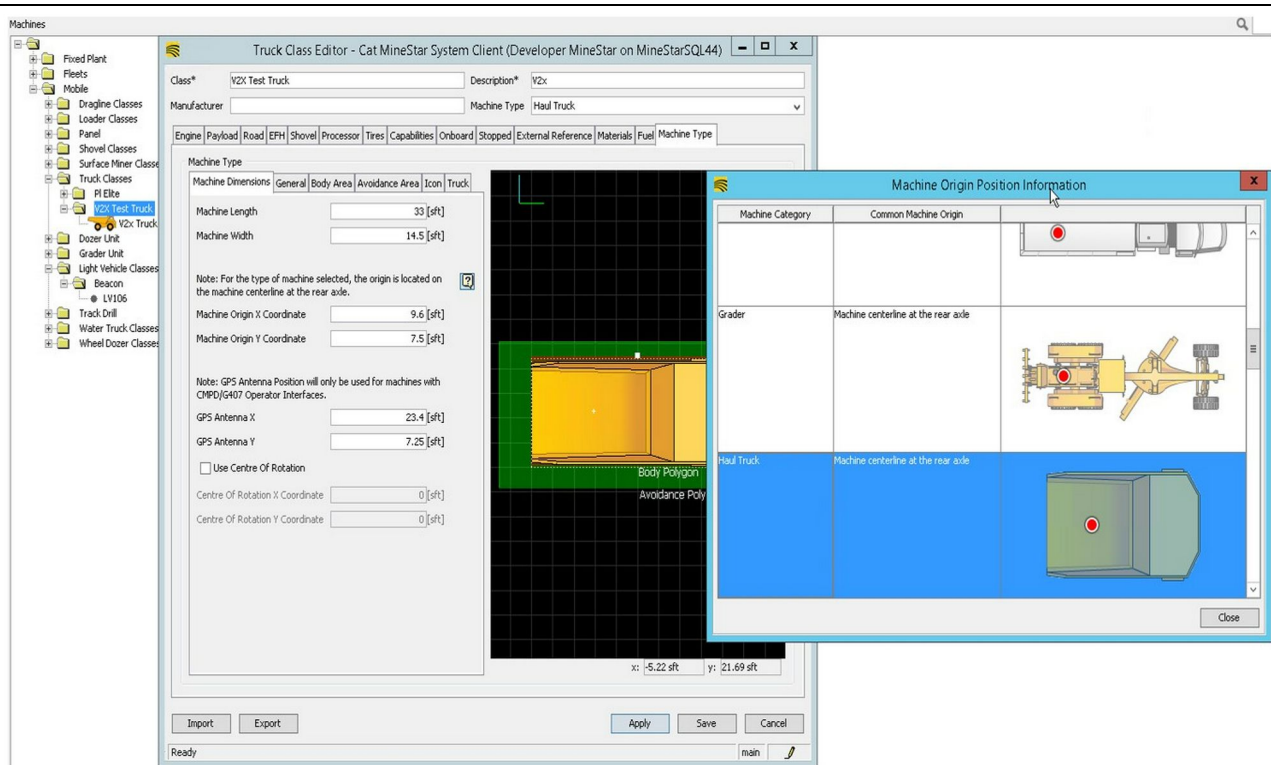 Machines
Fixed Plant
Fleets
Mobile
Dragline Classes
Loader Classes
Panel
Shovel Classes
Surface Miner Classe
Truck Classes
Pl Elite
V2X Test Truck
V2x Truck
Dozer Unit
Grader Unit
Light Vehicle Classes
Beacon
LV106
Track Drill
Water Truck Classes
Wheel Dozer Classes
Truck Class Editor - Cat MineStar System Client (Developer MineStar on MineStarSQL44)
Class* V2X Test Truck Description* V2x
Manufacturer Machine Type Haul Truck
Engine Payload Road EFH Shovel Processor Tires Capabilities Onboard Stopped External Reference Materials Fuel Machine Type
Machine Type
Machine Dimensions General Body Area Avoidance Area Icon Truck
Machine Length 33 [sft]
Machine Width 14.5 [sft]
Note: For the type of machine selected, the origin is located on
the machine centerline at the rear axle.
Machine Origin X Coordinate 9.6 [sft]
Machine Origin Y Coordinate 7.5 [sft]
Note: GPS Antenna Position will only be used for machines with
CMPD/G407 Operator Interfaces.
GPS Antenna X 23.4 [sft]
GPS Antenna Y 7.25 [sft]
Use Centre Of Rotation
Centre Of Rotation X Coordinate 0 [sft]
Centre Of Rotation Y Coordinate 0 [sft]
Body Polygon
Avoidance Poly
x: -5.22 sft y: 21.69 sft
Import Export Apply Save Cancel
Ready main
Machine Origin Position Information
Machine Category Common Machine Origin
Grader Machine centerline at the rear axle
Haul Truck Machine centerline at the rear axle
Close